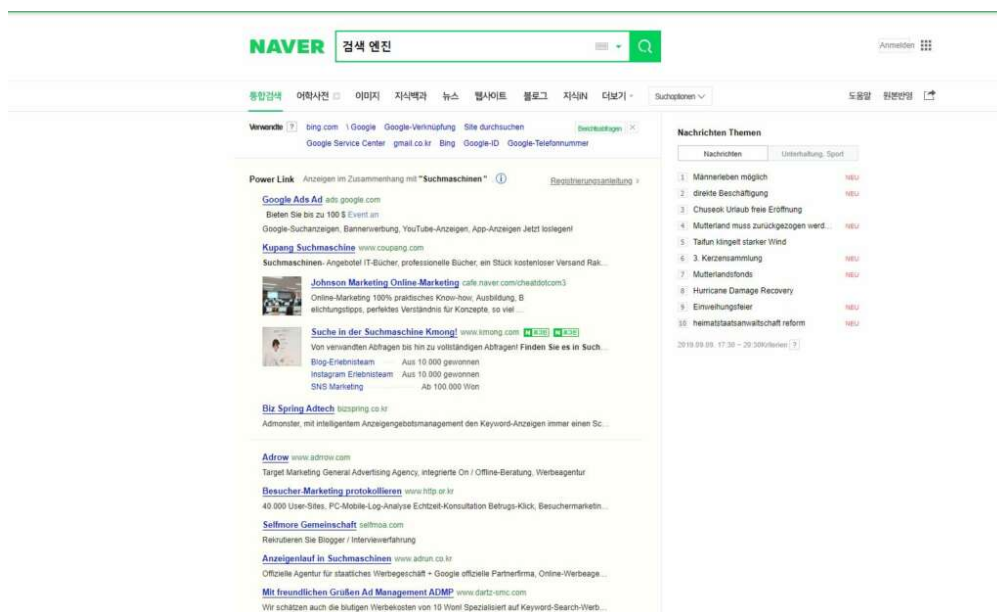 NAVER 검색 엔진 Anmelden
통합검색 어학사전 이미지 지식백과 뉴스 웹사이트 블로그 지식iN 더보기 Suchoptionen 도움말 원본반영
Verwandte ? bing.com \ Google Google-Verknüpfung Site durchsuchen
Google Service Center gmail.co.kr Bing Google-ID Google-Telefonnummer
Power Link Anzeigen im Zusammenhang mit "Suchmaschinen" Registrierungsanleitung >
Google Ads Ad ads.google.com
Bieten Sie bis zu 100 $ Event an
Google-Suchanzeigen, Bannerwerbung, YouTube-Anzeigen, App-Anzeigen Jetzt loslegen!
Kupang Suchmaschine www.coupang.com
Suchmaschinen- Angebote! IT-Bücher, professionelle Bücher, ein Stück kostenloser Versand Rak...
Johnson Marketing Online-Marketing cafe.naver.com/cheatdotcom3
Online-Marketing 100% praktisches Know-how, Ausbildung, B
elichtungstipps, perfektes Verständnis für Konzepte, so viel ...
Suche in der Suchmaschine Kmong! www.kmong.com
Von verwandten Abfragen bis hin zu vollständigen Abfragen! Finden Sie es in Such...
Blog-Erlebnisteam Aus 10.000 gewonnen
Instagram Erlebnisteam Aus 10.000 gewonnen
SNS Marketing Ab 100.000 Won
Biz Spring Adtech bizspring.co.kr
Admonster, mit intelligentem Anzeigengebotsmanagement den Keyword-Anzeigen immer einen Sc...
Adrow www.adrrow.com
Target Marketing General Advertising Agency, integrierte On / Offline-Beratung, Werbeagentur
Besucher-Marketing protokollieren www.http.or.kr
40.000 User-Sites, PC-Mobile-Log-Analyse Echtzeit-Konsultation Betrugs-Klick, Besuchermarketin...
Selfmore Gemeinschaft selfmoa.com
Rekrutieren Sie Blogger / Interviewerfahrung
Anzeigenlauf in Suchmaschinen www.adrun.co.kr
Offizielle Agentur für staatliches Werbegeschäft + Google offizielle Partnerfirma, Online-Werbeage...
Mit freundlichen Grüßen Ad Management ADMP www.dartz-smc.com
Wir schätzen auch die blutigen Werbekosten von 10 Won! Spezialisiert auf Keyword-Search-Werb...
Nachrichten Themen
Nachrichten Unterhaltung, Sport
1 Männerleben möglich NEU
2 direkte Beschäftigung NEU
3 Chuseok Urlaub freie Eröffnung
4 Mutterland muss zurückgezogen werd... NEU
5 Taifun klingelt starker Wind
6 3. Kerzensammlung NEU
7 Mutterlandsfonds NEU
8 Hurricane Damage Recovery
9 Einweihungsfeier NEU
10 heimatstaatsanwaltschaft reform NEU
2019.09.09. 17:30 ~ 20:30Kriterien ?